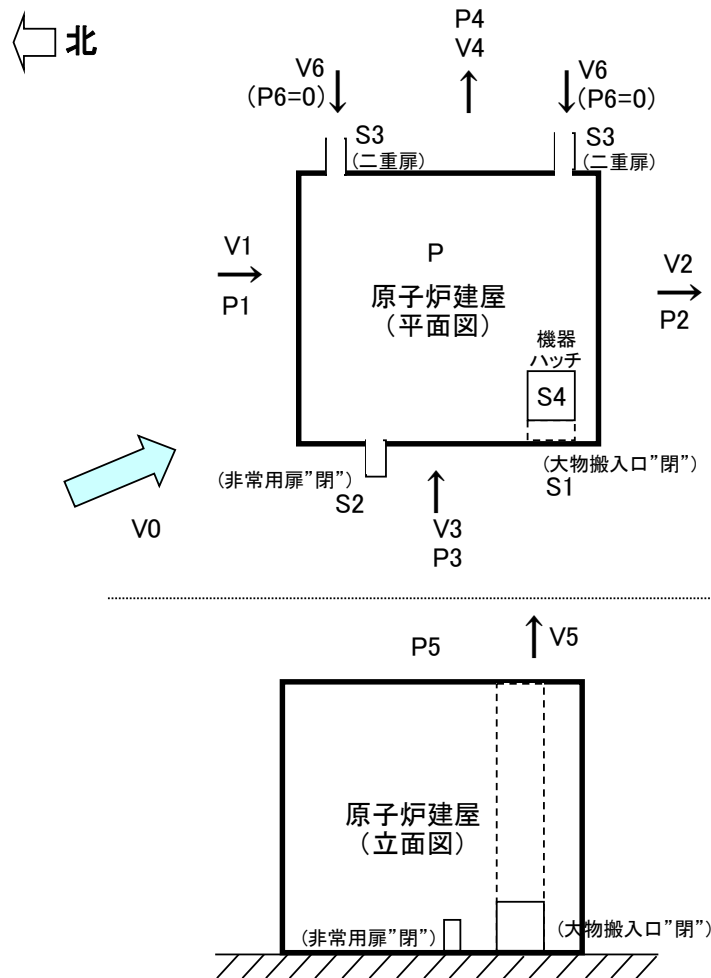 北
P4
V4
V6
(P6=0)
V6
(P6=0)
S3
(二重扉)
S3
(二重扉)
V1
P1
P
原子炉建屋
(平面図)
V2
P2
機器
ハッチ
S4
(非常用扉”閉”)
S2
(大物搬入口”閉”)
S1
V0
V3
P3
P5
V5
原子炉建屋
(立面図)
(非常用扉”閉”)
(大物搬入口”閉”)